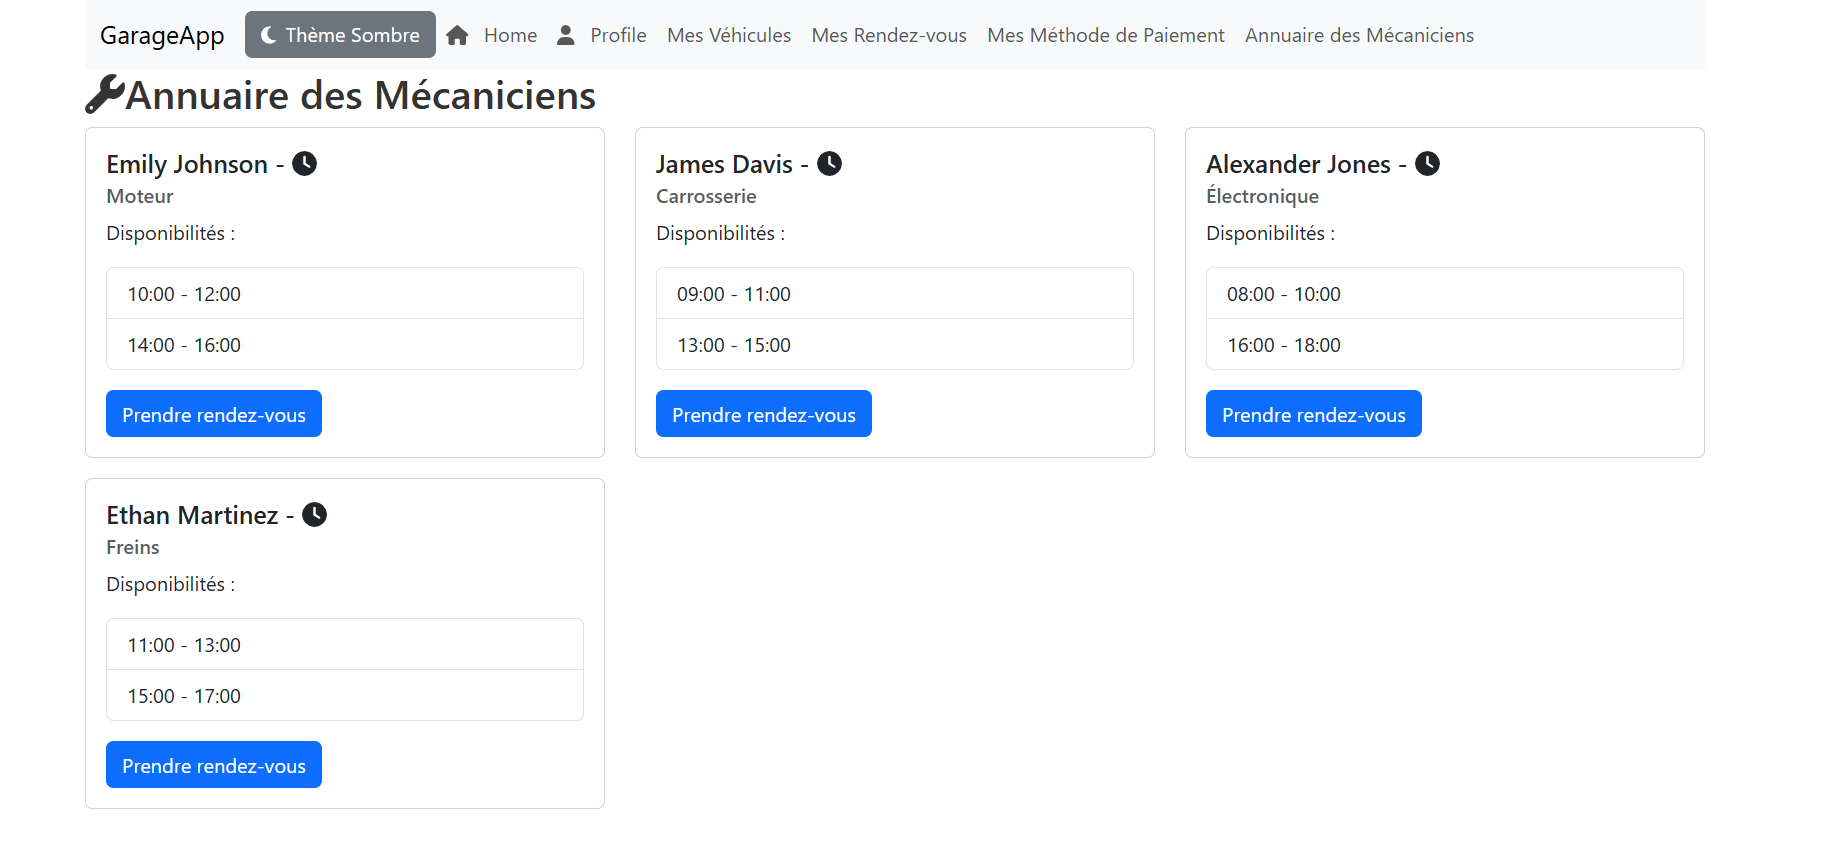 GarageApp Thème Sombre Home Profile Mes Véhicules Mes Rendez-vous Mes Méthode de Paiement Annuaire des Mécaniciens
Annuaire des Mécaniciens
Emily Johnson -
Moteur
Disponibilités :
10:00 - 12:00
14:00 - 16:00
Prendre rendez-vous
James Davis -
Carrosserie
Disponibilités :
09:00 - 11:00
13:00 - 15:00
Prendre rendez-vous
Alexander Jones -
Électronique
Disponibilités :
08:00 - 10:00
16:00 - 18:00
Prendre rendez-vous
Ethan Martinez -
Freins
Disponibilités :
11:00 - 13:00
15:00 - 17:00
Prendre rendez-vous